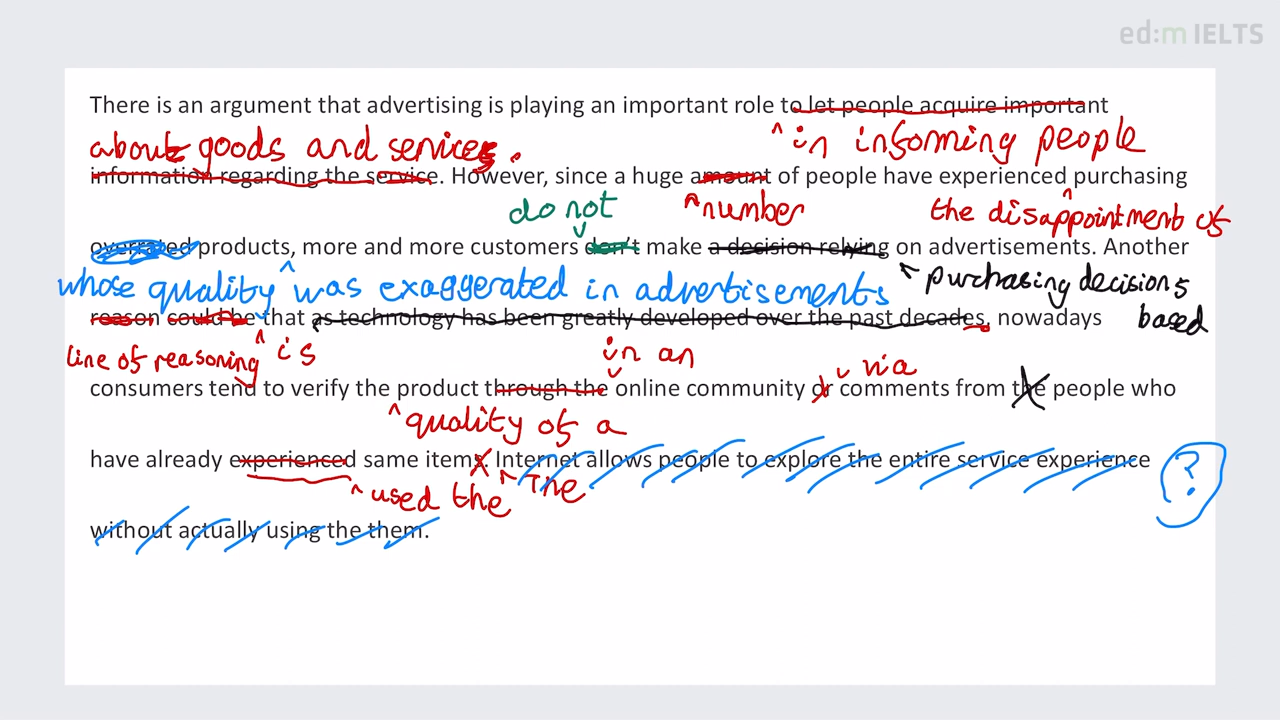 ed:m IELTS
There is an argument that advertising is playing an important role to let people acquire important
about goods and services. ^ in informing people
information regarding the service. However, since a huge amount of people have experienced purchasing
do not ^ number the disappointment of
overrated products, more and more customers don't make a decision relying on advertisements. Another
whose quality was exaggerated in advertisements purchasing decisions
reason could be that as technology has been greatly developed over the past decades, nowadays based
line of reasoning ^ is in an via
consumers tend to verify the product through the online community or comments from the people who
^ quality of a
have already experienced same items. Internet allows people to explore the entire service experience ?
^ used the ^ The
without actually using the them.